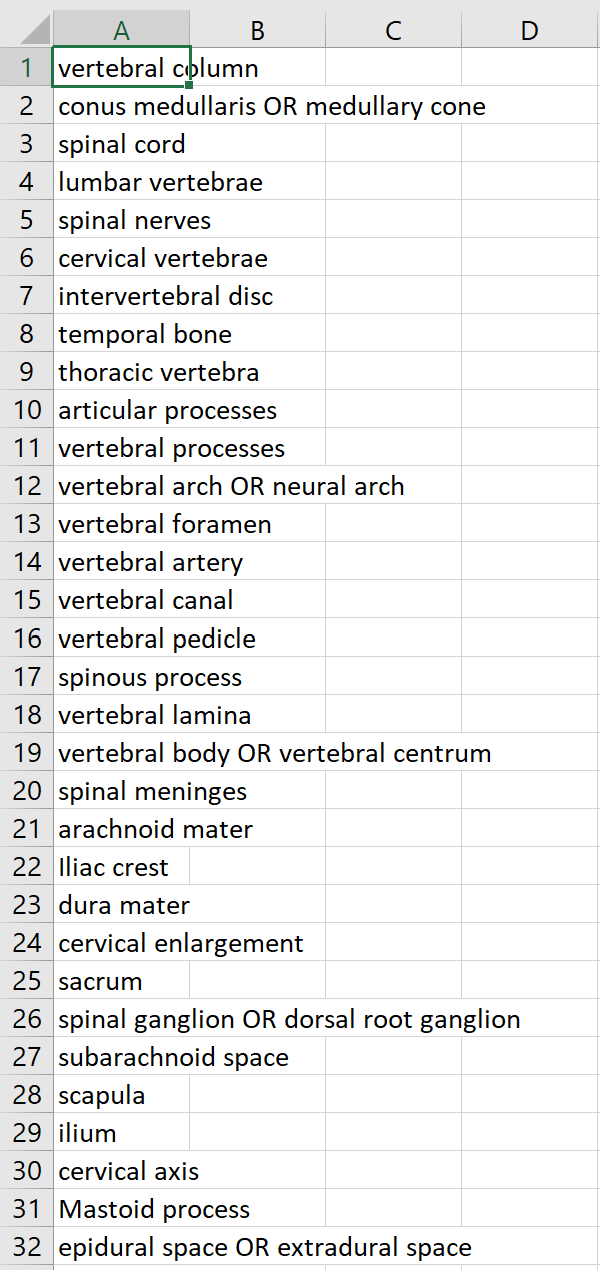 A B C D
1 vertebral column
2 conus medullaris OR medullary cone
3 spinal cord
4 lumbar vertebrae
5 spinal nerves
6 cervical vertebrae
7 intervertebral disc
8 temporal bone
9 thoracic vertebra
10 articular processes
11 vertebral processes
12 vertebral arch OR neural arch
13 vertebral foramen
14 vertebral artery
15 vertebral canal
16 vertebral pedicle
17 spinous process
18 vertebral lamina
19 vertebral body OR vertebral centrum
20 spinal meninges
21 arachnoid mater
22 Iliac crest
23 dura mater
24 cervical enlargement
25 sacrum
26 spinal ganglion OR dorsal root ganglion
27 subarachnoid space
28 scapula
29 ilium
30 cervical axis
31 Mastoid process
32 epidural space OR extradural space